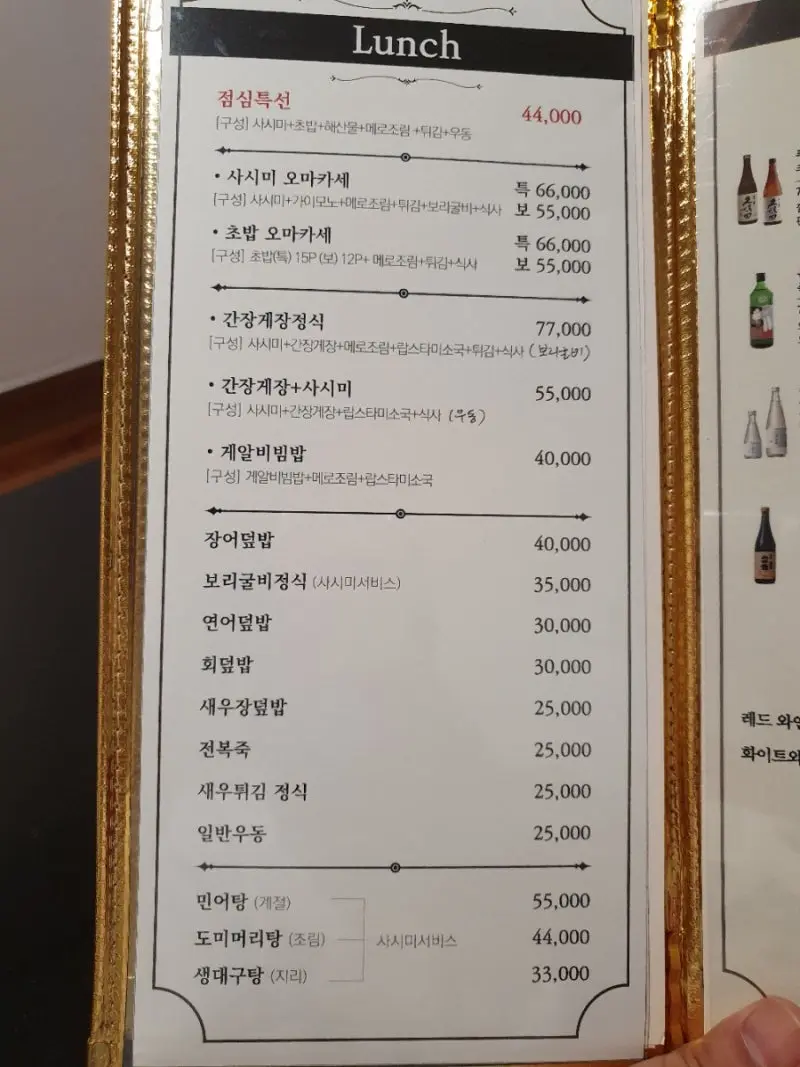 Lunch
점심특선 44,000
[구성] 사시미+초밥+해산물+메로조림 +튀김+우동
• 사시미 오마카세 특 66,000
[구성] 사시미+가이모노+메로조림+튀김+보리굴비+식사 보 55,000
• 초밥 오마카세 특 66,000
[구성] 초밥(특) 15P (보) 12P+ 메로조림+튀김+식사 보 55,000
• 간장게장정식 77,000
[구성] 사시미+간장게장+메로조림+랍스타미소국+튀김+식사 (보리굴비)
• 간장게장+사시미 55,000
[구성] 사시미+간장게장+랍스타미소국+식사 (우동)
• 게알비빔밥 40,000
[구성] 게알비빔밥+메로조림+랍스타미소국
장어덮밥 40,000
보리굴비정식 (사시미서비스) 35,000
연어덮밥 30,000
회덮밥 30,000
새우장덮밥 25,000
전복죽 25,000
새우튀김 정식 25,000
일반우동 25,000
민어탕 (계절) 55,000
도미머리탕 (조림) 사시미서비스 44,000
생대구탕 (지리) 33,000
레드 와인
화이트와